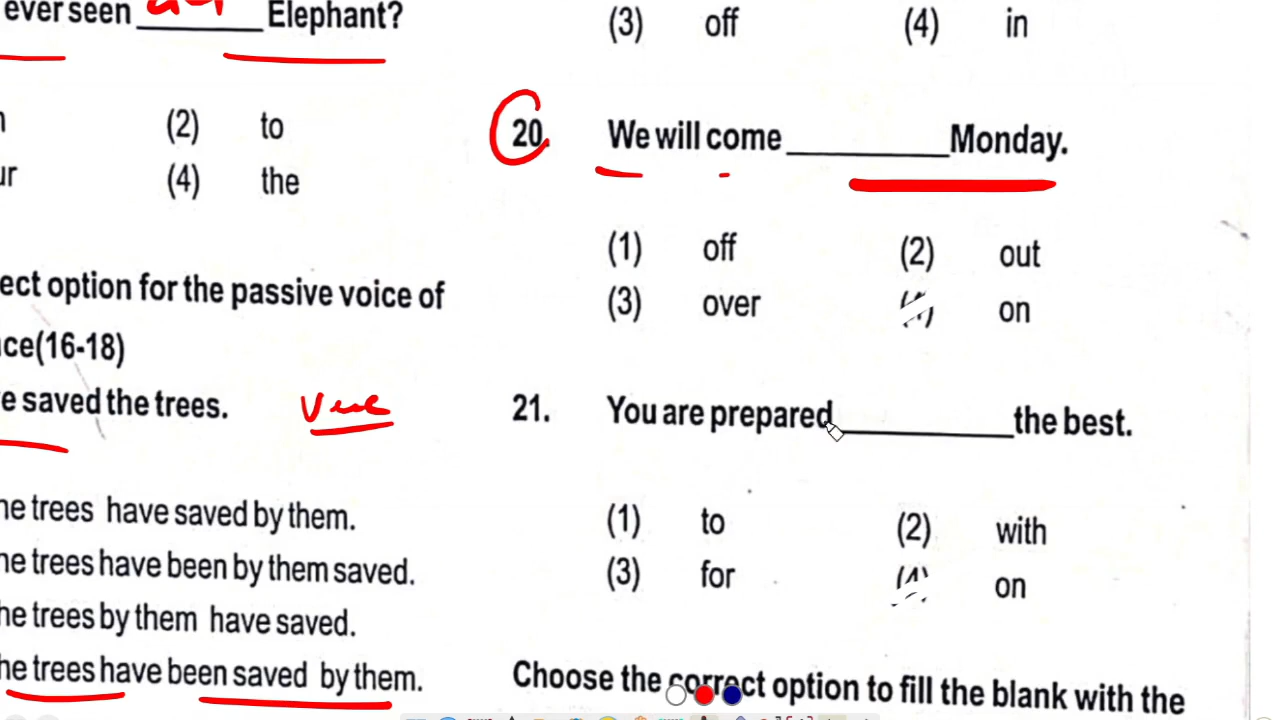 ever seen ________ Elephant?
(2) to
(4) the
ect option for the passive voice of
ce(16-18)
e saved the trees.
he trees have saved by them.
he trees have been by them saved.
he trees by them have saved.
he trees have been saved by them.
(3) off (4) in
20. We will come __________ Monday.
(1) off (2) out
(3) over on
21. You are prepared __________ the best.
(1) to (2) with
(3) for (4) on
Choose the correct option to fill the blank with the